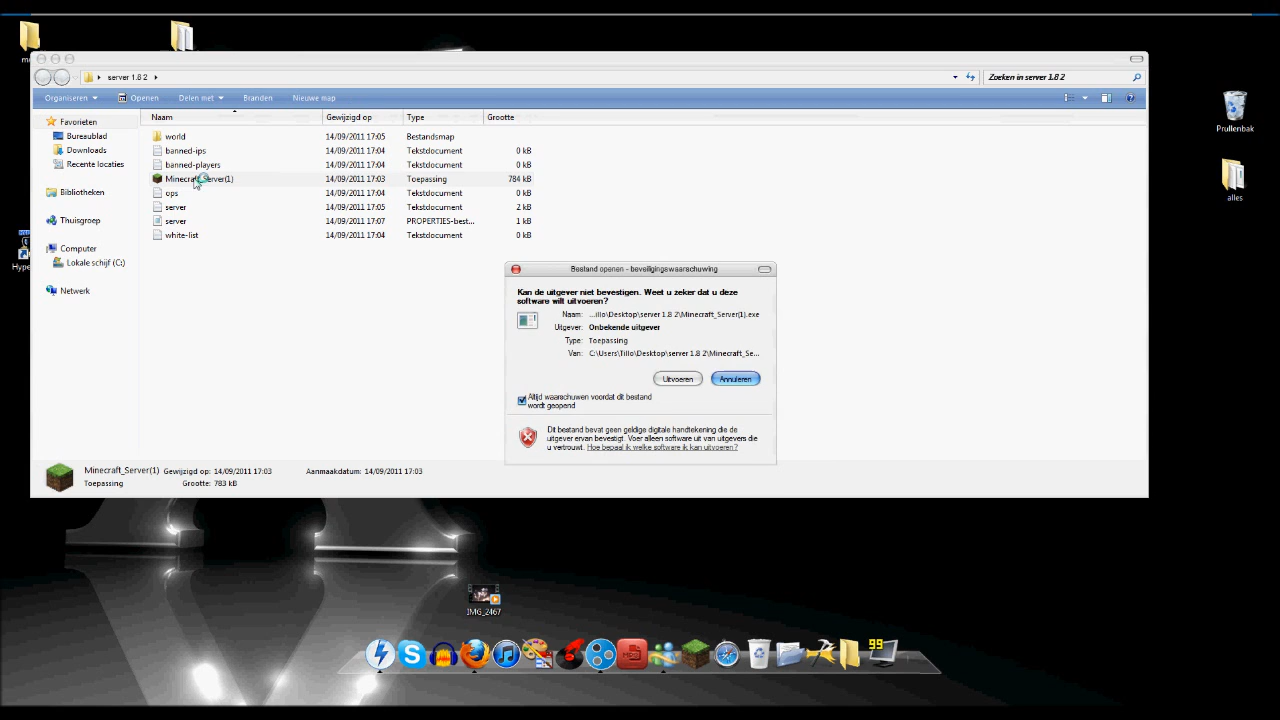 server 1.8 2
Zoeken in server 1.8 2
Organiseren
Openen
Delen met
Branden
Nieuwe map
Favorieten
Bureaublad
Downloads
Recente locaties
Bibliotheken
Thuisgroep
Computer
Lokale schijf (C:)
Netwerk
Naam Gewijzigd op Type Grootte
world 14/09/2011 17:05 Bestandsmap
banned-ips 14/09/2011 17:04 Tekstdocument 0 kB
banned-players 14/09/2011 17:04 Tekstdocument 0 kB
Minecraft_Server(1) 14/09/2011 17:03 Toepassing 784 kB
ops 14/09/2011 17:04 Tekstdocument 0 kB
server 14/09/2011 17:05 Tekstdocument 2 kB
server 14/09/2011 17:07 PROPERTIES-best... 1 kB
white-list 14/09/2011 17:04 Tekstdocument 0 kB
Bestand openen - beveiligingswaarschuwing
Kan de uitgever niet bevestigen. Weet u zeker dat u deze
software wilt uitvoeren?
Naam: ...illo\Desktop\server 1.8 2\Minecraft_Server(1).exe
Uitgever: Onbekende uitgever
Type: Toepassing
Van: C:\Users\Tillo\Desktop\server 1.8 2\Minecraft_Se...
Uitvoeren
Annuleren
Altijd waarschuwen voordat dit bestand
wordt geopend
Dit bestand bevat geen geldige digitale handtekening die de
uitgever ervan bevestigt. Voer alleen software uit van uitgevers die
u vertrouwt. Hoe bepaal ik welke software ik kan uitvoeren?
Minecraft_Server(1) Gewijzigd op: 14/09/2011 17:03 Aanmaakdatum: 14/09/2011 17:03
Toepassing Grootte: 783 kB
Prullenbak
alles
IMG_2467
99